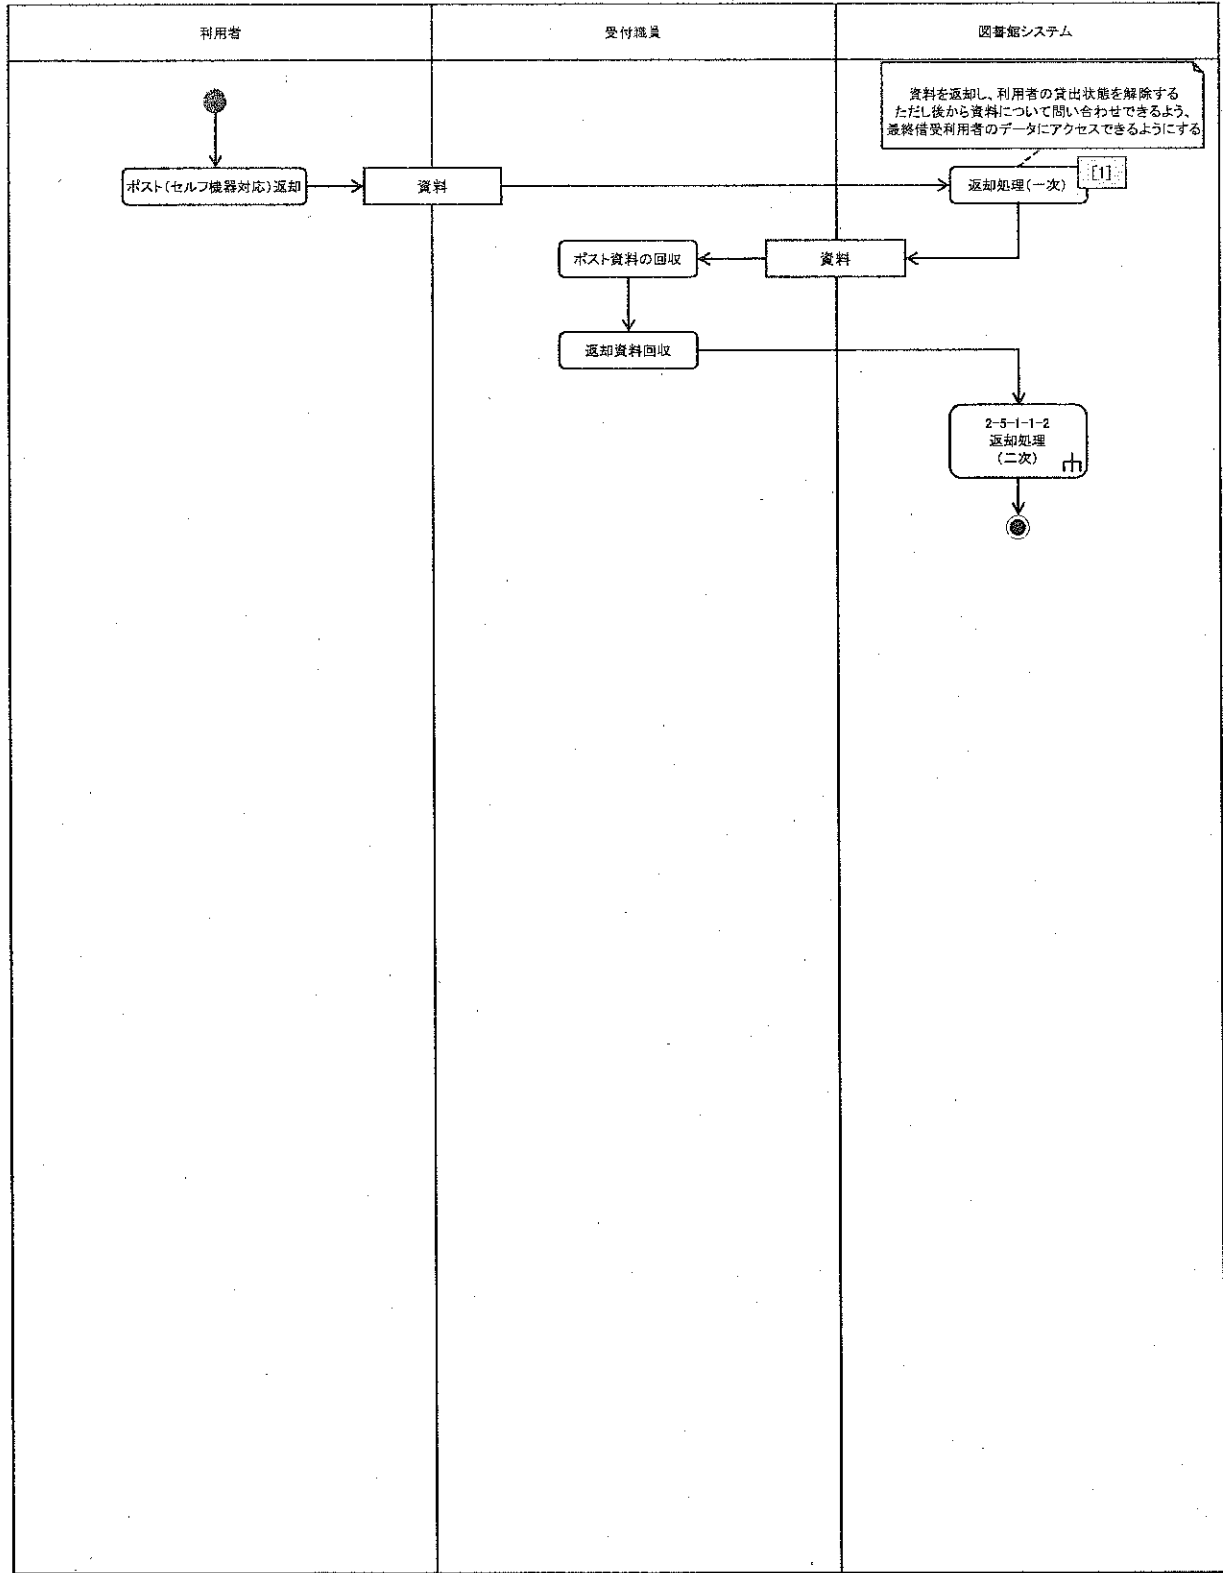 利用者
受付職員
図書館システム
資料を返却し、利用者の貸出状態を解除する
ただし後から資料について問い合わせできるよう、
最終借受利用者のデータにアクセスできるようにする
ポスト(セルフ機器対応)返却
資料
返却処理(一次)
[1]
ポスト資料の回収
資料
返却資料回収
2-5-1-1-2
返却処理
(二次)